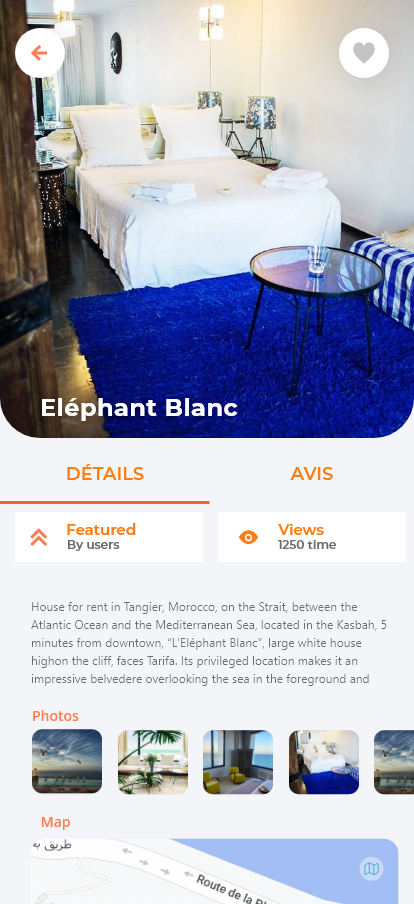 Eléphant Blanc
DÉTAILS
AVIS
Featured
By users
Views
1250 time
House for rent in Tangier, Morocco, on the Strait, between the
Atlantic Ocean and the Mediterranean Sea, located in the Kasbah, 5
minutes from downtown, “L’Eléphant Blanc”, large white house
highon the cliff, faces Tarifa. Its privileged location makes it an
impressive belvedere overlooking the sea in the foreground and
Photos
Map
طريق
Route de la